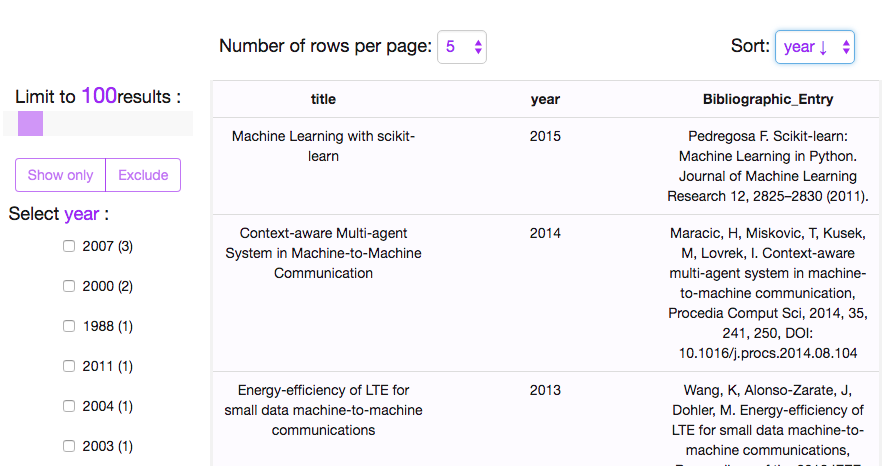 Number of rows per page: 5
Sort: year ↓
Limit to 100results :
Show only Exclude
Select year :
2007 (3)
2000 (2)
1988 (1)
2011 (1)
2004 (1)
2003 (1)
title year Bibliographic_Entry
Machine Learning with scikit-
learn
2015
Pedregosa F. Scikit-learn:
Machine Learning in Python.
Journal of Machine Learning
Research 12, 2825–2830 (2011).
Context-aware Multi-agent
System in Machine-to-Machine
Communication
2014
Maracic, H, Miskovic, T, Kusek,
M, Lovrek, I. Context-aware
multi-agent system in machine-
to-machine communication,
Procedia Comput Sci, 2014, 35,
241, 250, DOI:
10.1016/j.procs.2014.08.104
Energy-efficiency of LTE for
small data machine-to-machine
communications
2013
Wang, K, Alonso-Zarate, J,
Dohler, M. Energy-efficiency of
LTE for small data machine-to-
machine communications,